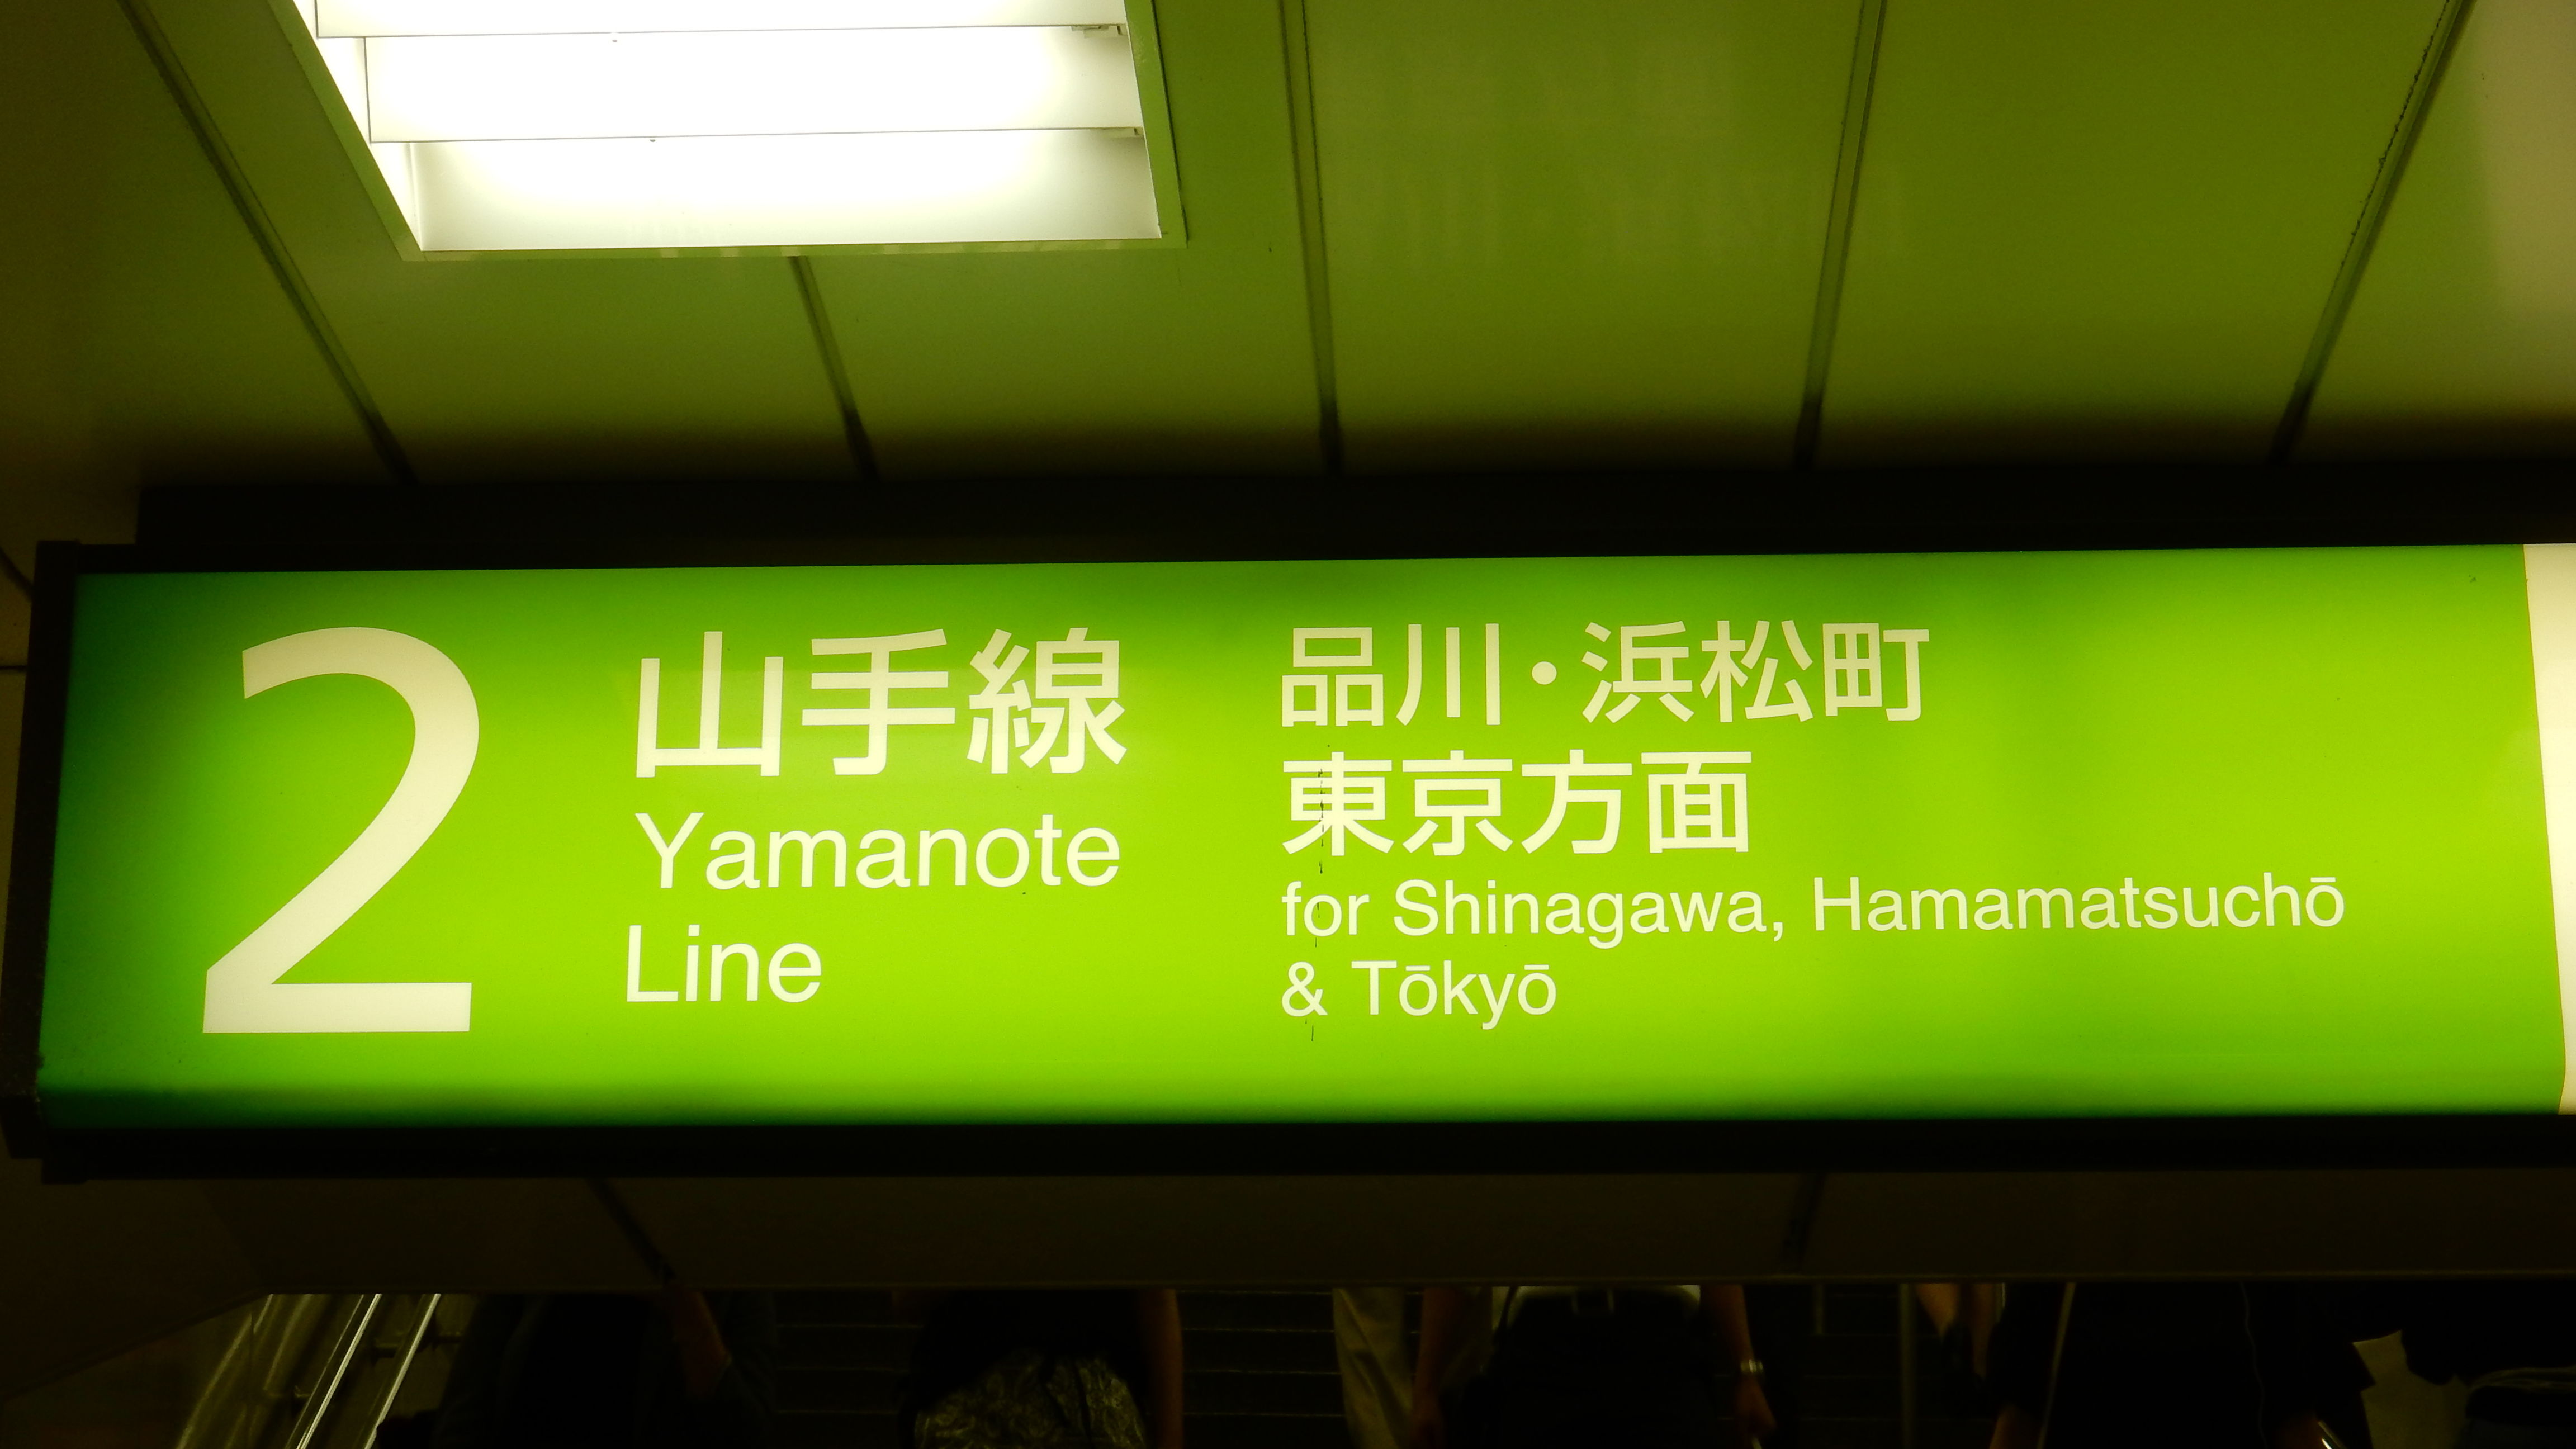 2
山手線
Yamanote
Line
品川・浜松町
東京方面
for Shinagawa, Hamamatsuchō
& Tōkyō